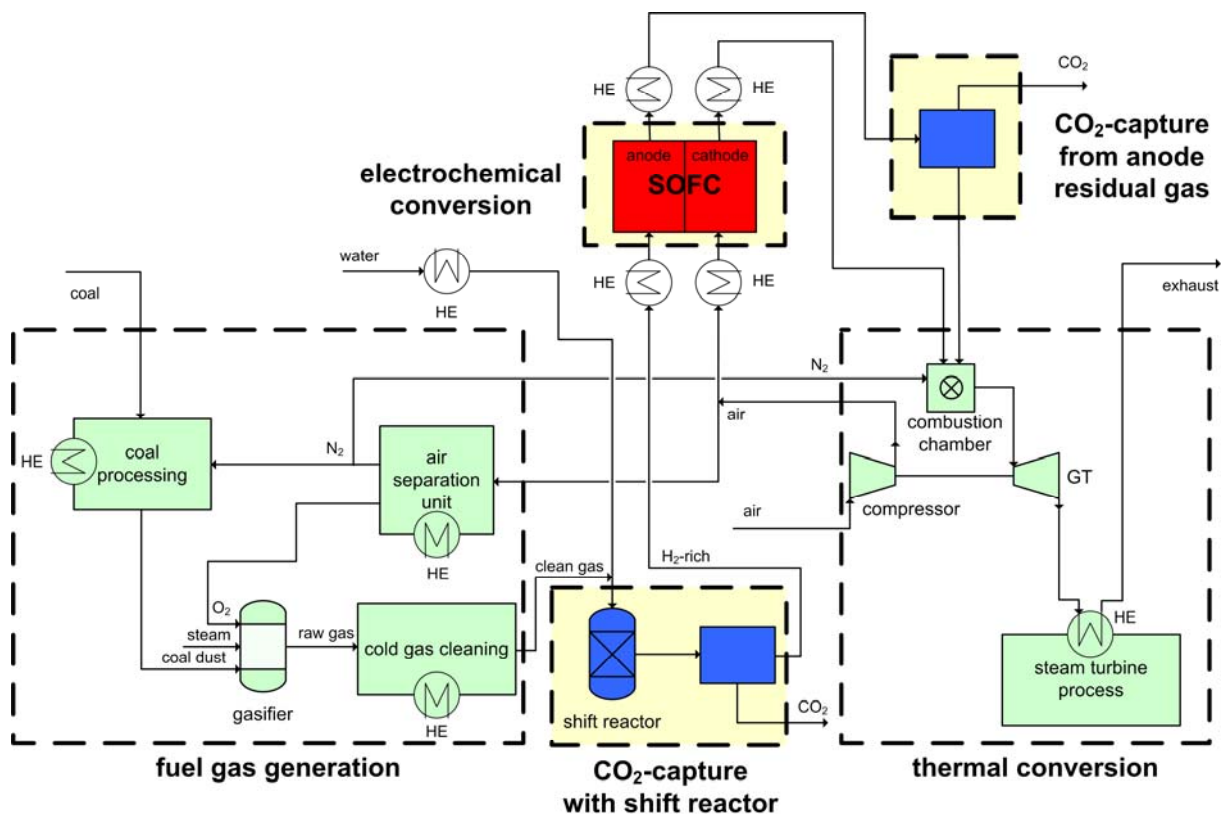 HE
HE
CO₂
CO₂-capture
from anode
residual gas
anode
cathode
SOFC
electrochemical
conversion
water
HE
HE
HE
coal
exhaust
N₂
combustion
chamber
air
HE
coal
processing
N₂
air
separation
unit
HE
GT
compressor
air
H₂-rich
clean gas
O₂
steam
coal dust
raw gas
cold gas cleaning
HE
gasifier
shift reactor
CO₂
HE
steam turbine
process
fuel gas generation
CO₂-capture
with shift reactor
thermal conversion